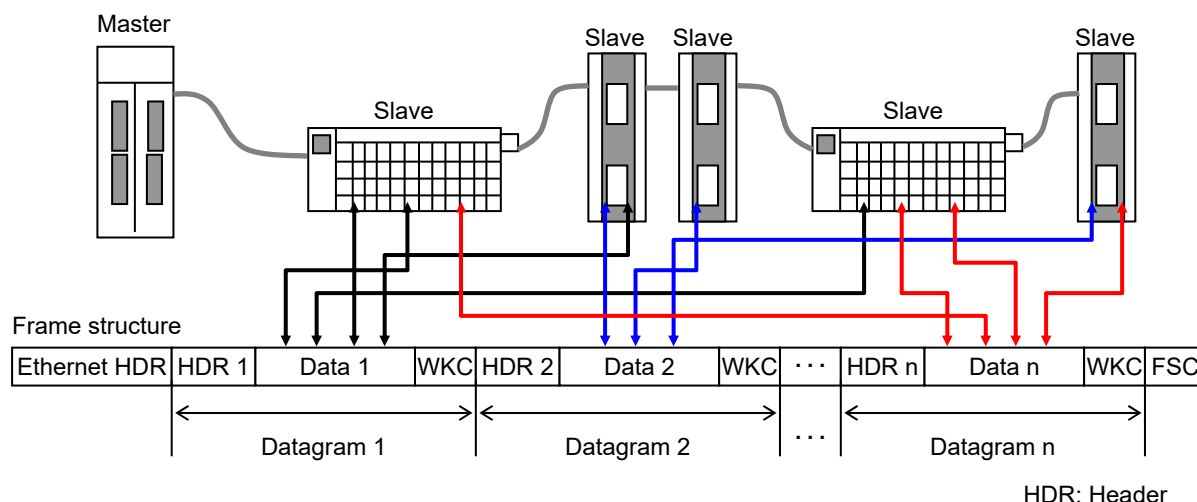 Master
Slave
Slave
Slave
Slave
Slave
Frame structure
Ethernet HDR HDR 1 Data 1 WKC HDR 2 Data 2 WKC ··· HDR n Data n WKC FSC
Datagram 1 Datagram 2 ··· Datagram n
HDR: Header